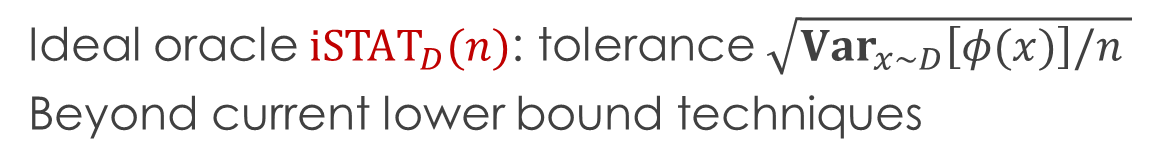 Ideal oracle iSTAT_D(n): tolerance √Var_{x~D}[ϕ(x)]/n
Beyond current lower bound techniques